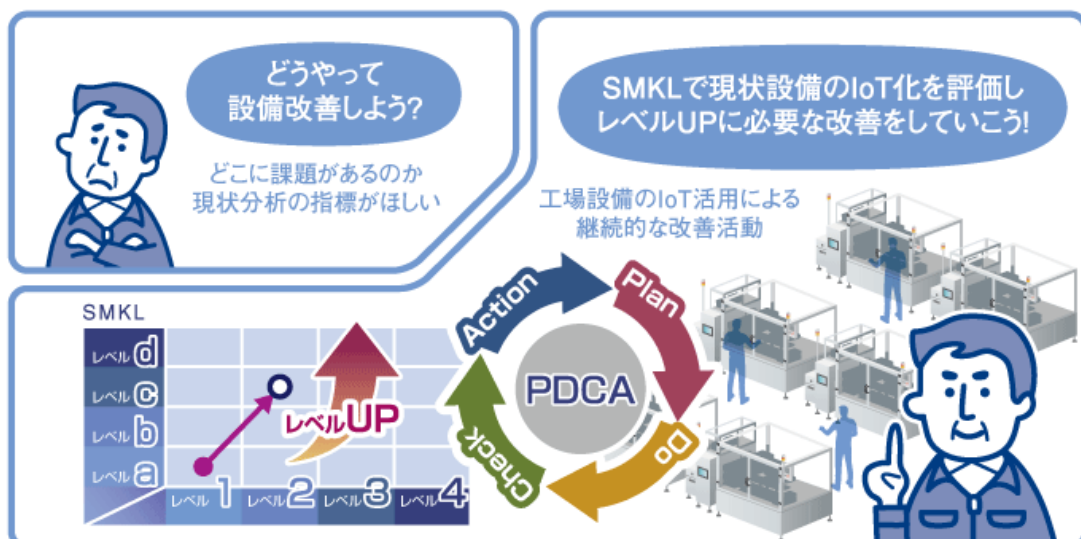 どうやって
設備改善しよう?
どこに課題があるのか
現状分析の指標がほしい
SMKLで現状設備のIoT化を評価し
レベルUPに必要な改善をしていこう!
工場設備のIoT活用による
継続的な改善活動
SMKL
レベルd
レベルc
レベルb
レベルa
レベル1
レベル2
レベル3
レベル4
レベルUP
PDCA
Plan
Do
Check
Action